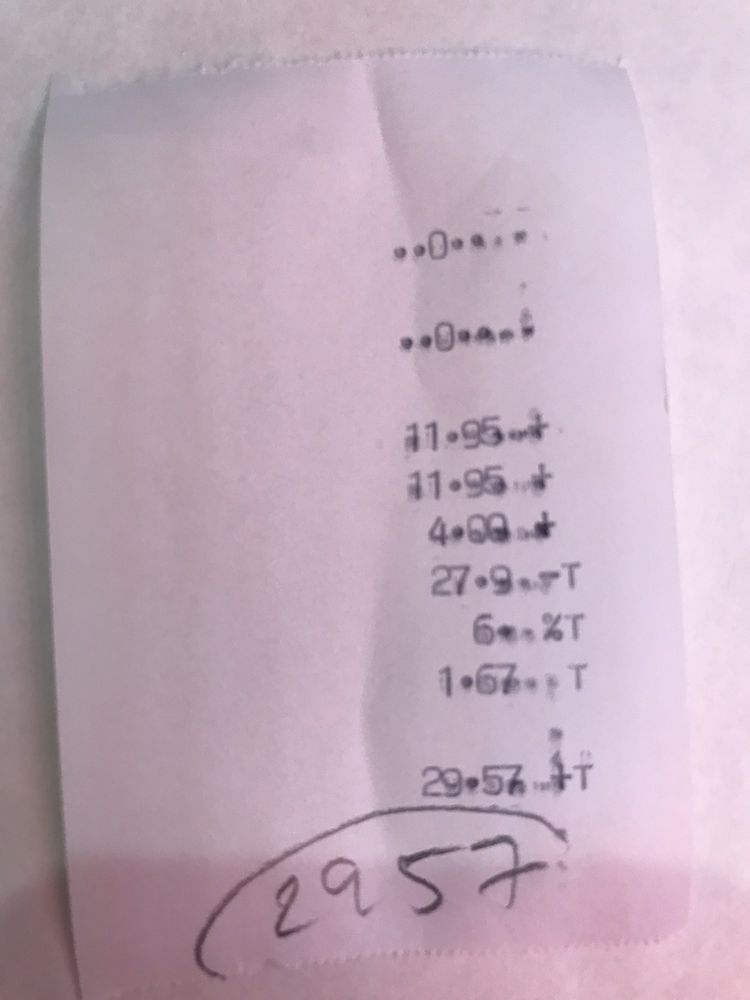 ..0.
..0.
11.95 +
11.95 +
4.00 +
27.9 -T
6. %T
1.67 T
29.57 +T
2957